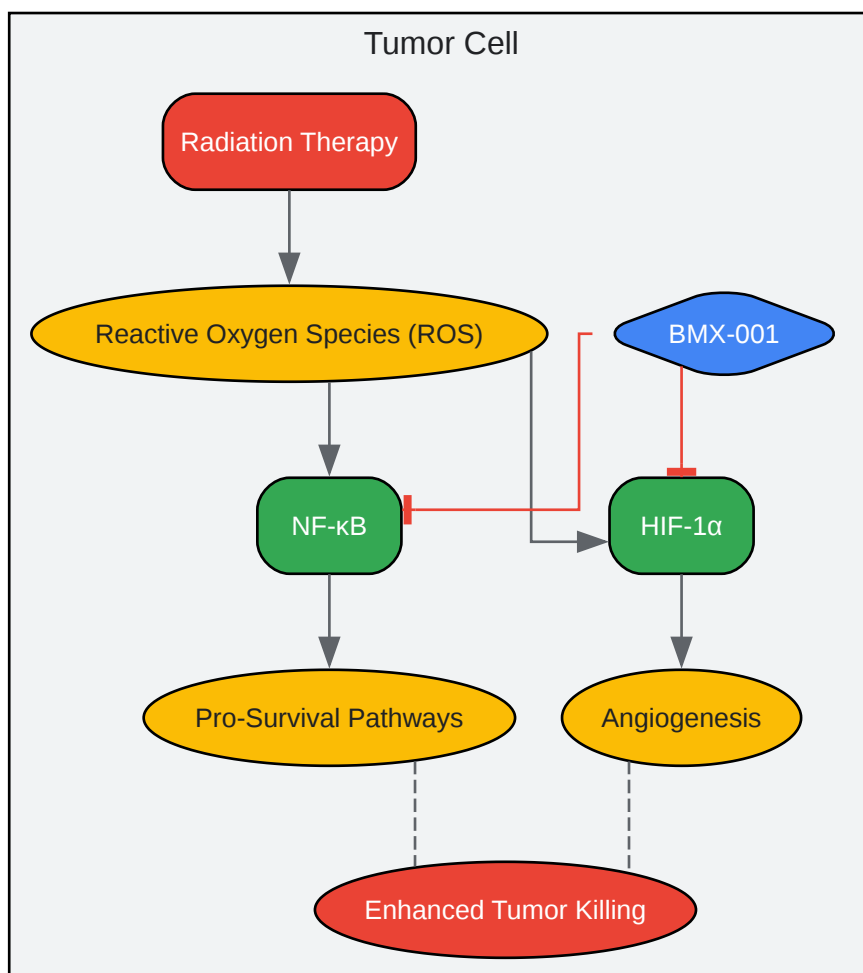 Tumor Cell
Radiation Therapy
Reactive Oxygen Species (ROS)
BMX-001
NF-κB
HIF-1α
Pro-Survival Pathways
Angiogenesis
Enhanced Tumor Killing